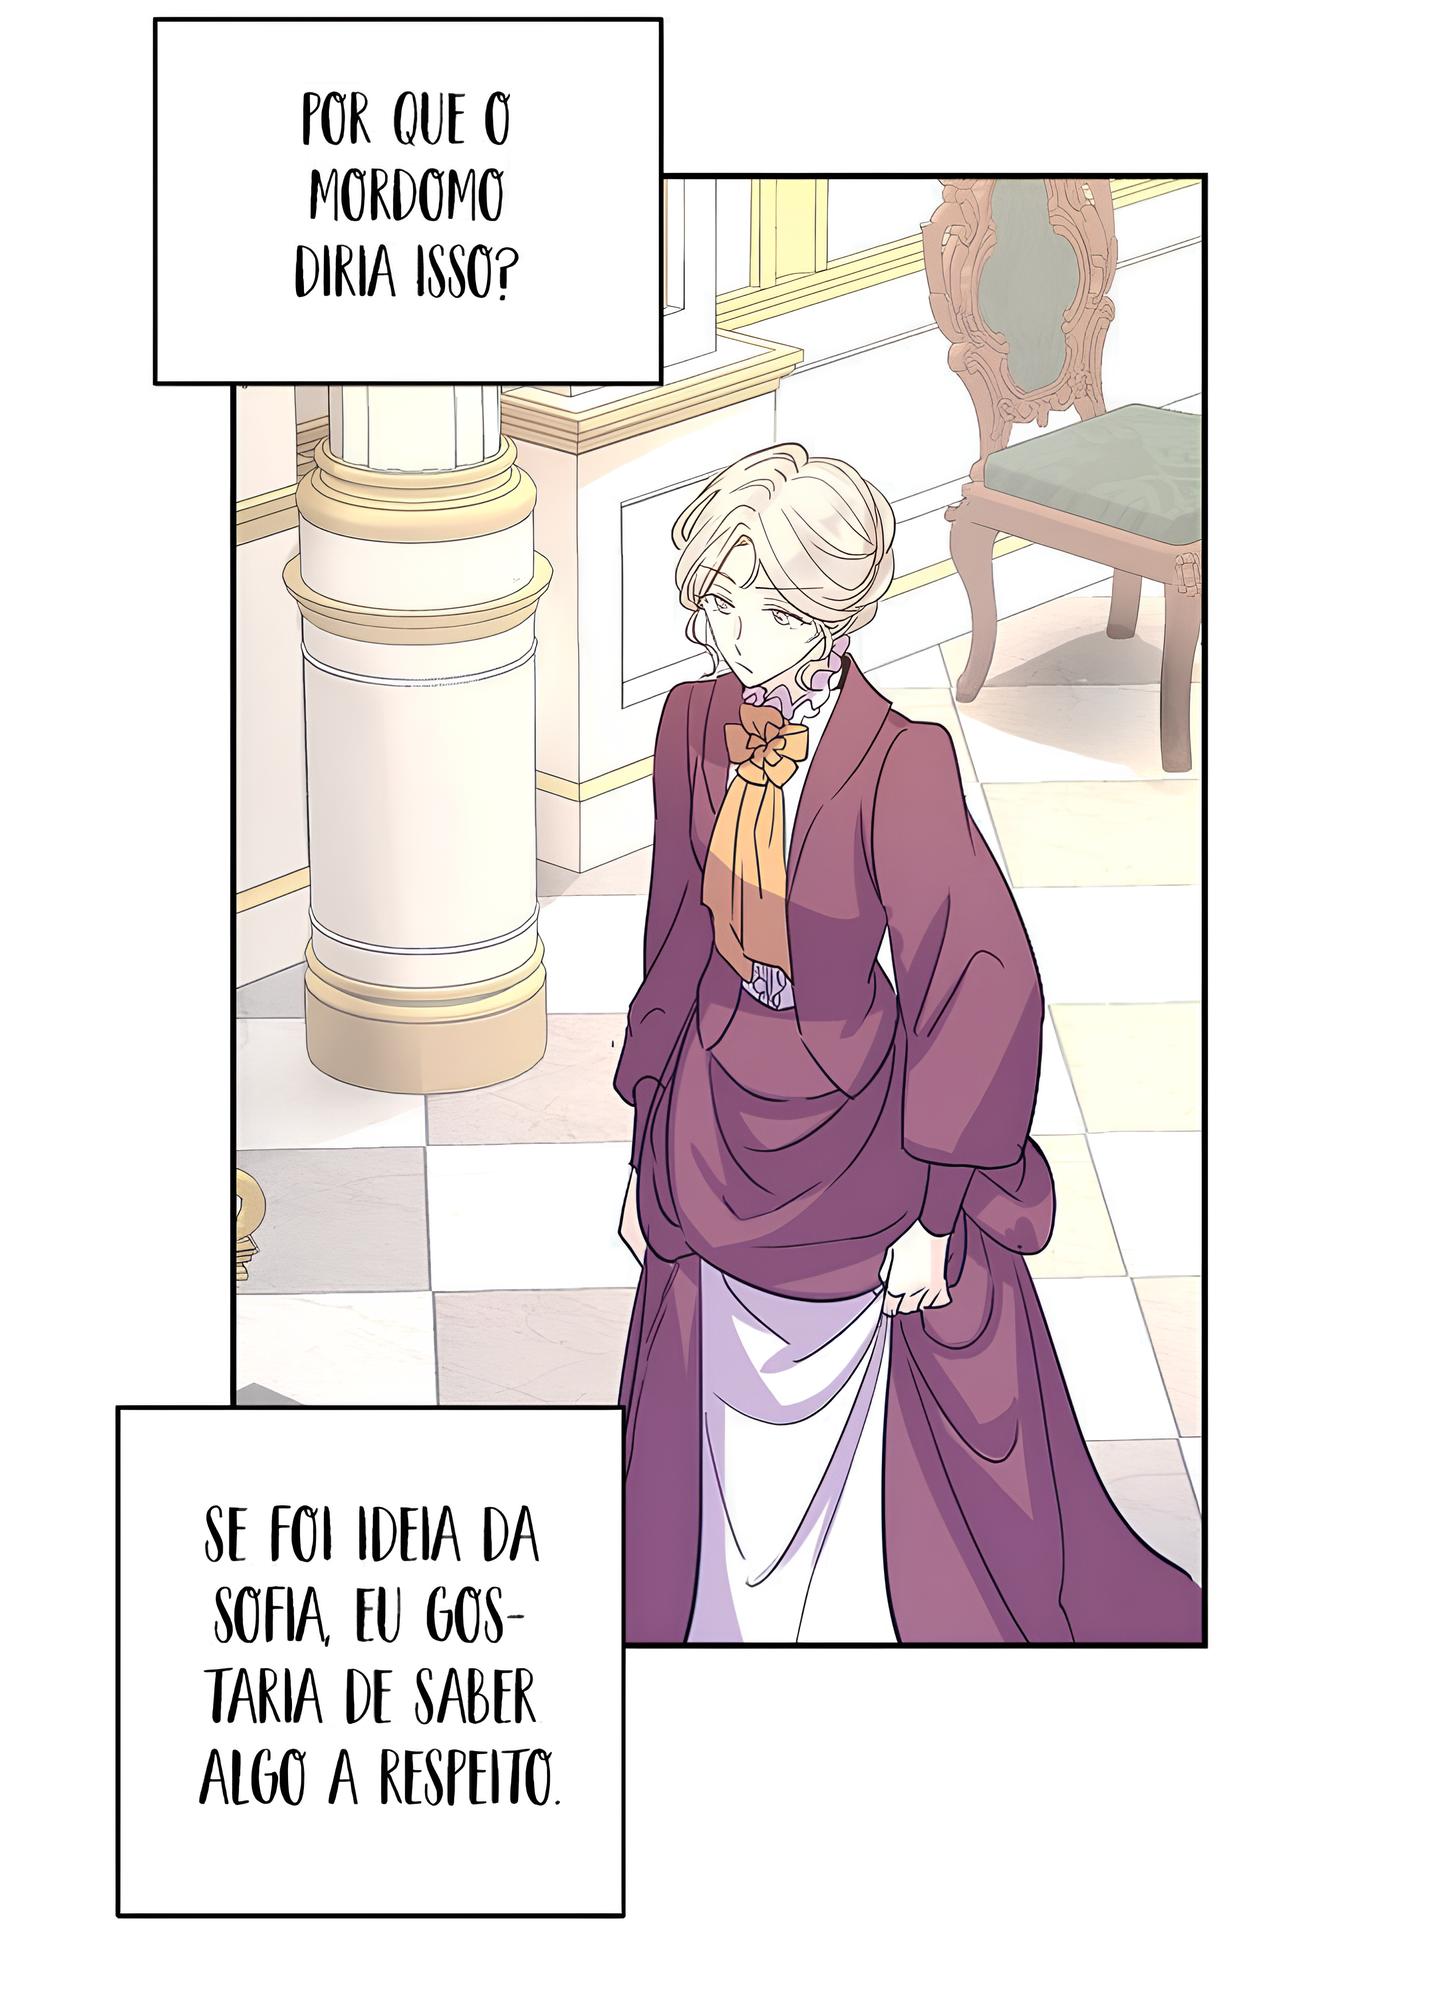 POR QUE O
MORDOMO
DIRIA ISSO?
SE FOI IDEIA DA
SOFIA, EU GOS-
TARIA DE SABER
ALGO A RESPEITO.